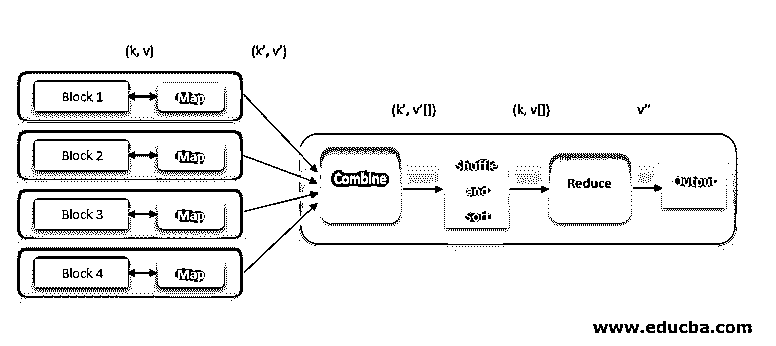 (k, v)
(k', v')
Block 1
Map
(k', v'[])
(k, v[])
v''
Block 2
Map
Combine
Shuffle
and
Sort
Reduce
Output
Block 3
Map
Block 4
Map
www.educba.com